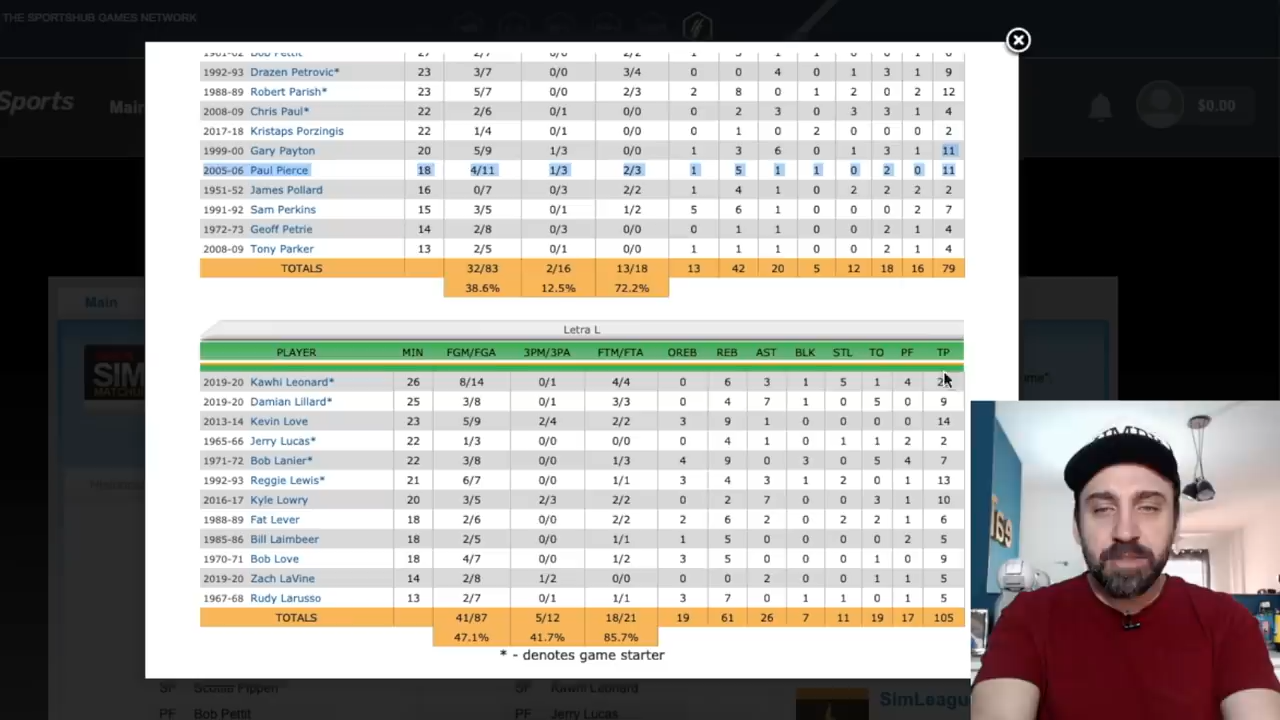 THE SPORTSHUB GAMES NETWORK
Sports Main $0.00
1992-93 Drazen Petrovic* 23 3/7 0/0 3/4 0 0 4 0 1 3 1 9
1988-89 Robert Parish* 23 5/7 0/0 2/3 2 8 0 1 2 0 2 12
2008-09 Chris Paul* 22 2/6 0/1 0/0 0 2 3 0 3 3 1 4
2017-18 Kristaps Porzingis 22 1/4 0/1 0/0 0 1 0 2 0 0 0 2
1999-00 Gary Payton 20 5/9 1/3 0/0 1 3 6 0 1 3 1 11
2005-06 Paul Pierce 18 4/11 1/3 2/3 1 5 1 1 0 2 0 11
1951-52 James Pollard 16 0/7 0/3 2/2 1 4 1 0 2 2 2 2
1991-92 Sam Perkins 15 3/5 0/1 1/2 5 6 1 0 0 0 2 7
1972-73 Geoff Petrie 14 2/8 0/3 0/0 0 1 1 0 0 2 1 4
2008-09 Tony Parker 13 2/5 0/1 0/0 1 1 1 0 0 2 1 4
TOTALS 32/83 2/16 13/18 13 42 20 5 12 18 16 79
38.6% 12.5% 72.2%
Main
Letra L
PLAYER MIN FGM/FGA 3PM/3PA FTM/FTA OREB REB AST BLK STL TO PF TP
2019-20 Kawhi Leonard* 26 8/14 0/1 4/4 0 6 3 1 5 1 4
2019-20 Damian Lillard* 25 3/8 0/1 3/3 0 4 7 1 0 5 0 9
2013-14 Kevin Love 23 5/9 2/4 2/2 3 9 1 0 0 0 0 14
1965-66 Jerry Lucas* 22 1/3 0/0 0/0 0 4 1 0 1 1 2 2
1971-72 Bob Lanier* 22 3/8 0/0 1/3 4 9 0 3 0 5 4 7
1992-93 Reggie Lewis* 21 6/7 0/0 1/1 3 4 3 1 2 0 1 13
2016-17 Kyle Lowry 20 3/5 2/3 2/2 0 2 7 0 0 3 1 10
1988-89 Fat Lever 18 2/6 0/0 2/2 2 6 2 0 2 2 1 6
1985-86 Bill Laimbeer 18 2/5 0/0 1/1 1 5 0 0 0 0 2 5
1970-71 Bob Love 18 4/7 0/0 1/2 3 5 0 0 0 1 0 9
2019-20 Zach LaVine 14 2/8 1/2 0/0 0 0 2 0 0 1 1 5
1967-68 Rudy Larusso 13 2/7 0/1 1/1 3 7 0 1 1 0 1 5
TOTALS 41/87 5/12 18/21 19 61 26 7 11 19 17 105
47.1% 41.7% 85.7%
* - denotes game starter
SF Scottie Pippen Kawhi Leonard
PF Bob Pettit PF Jerry Lucas
SimLeague